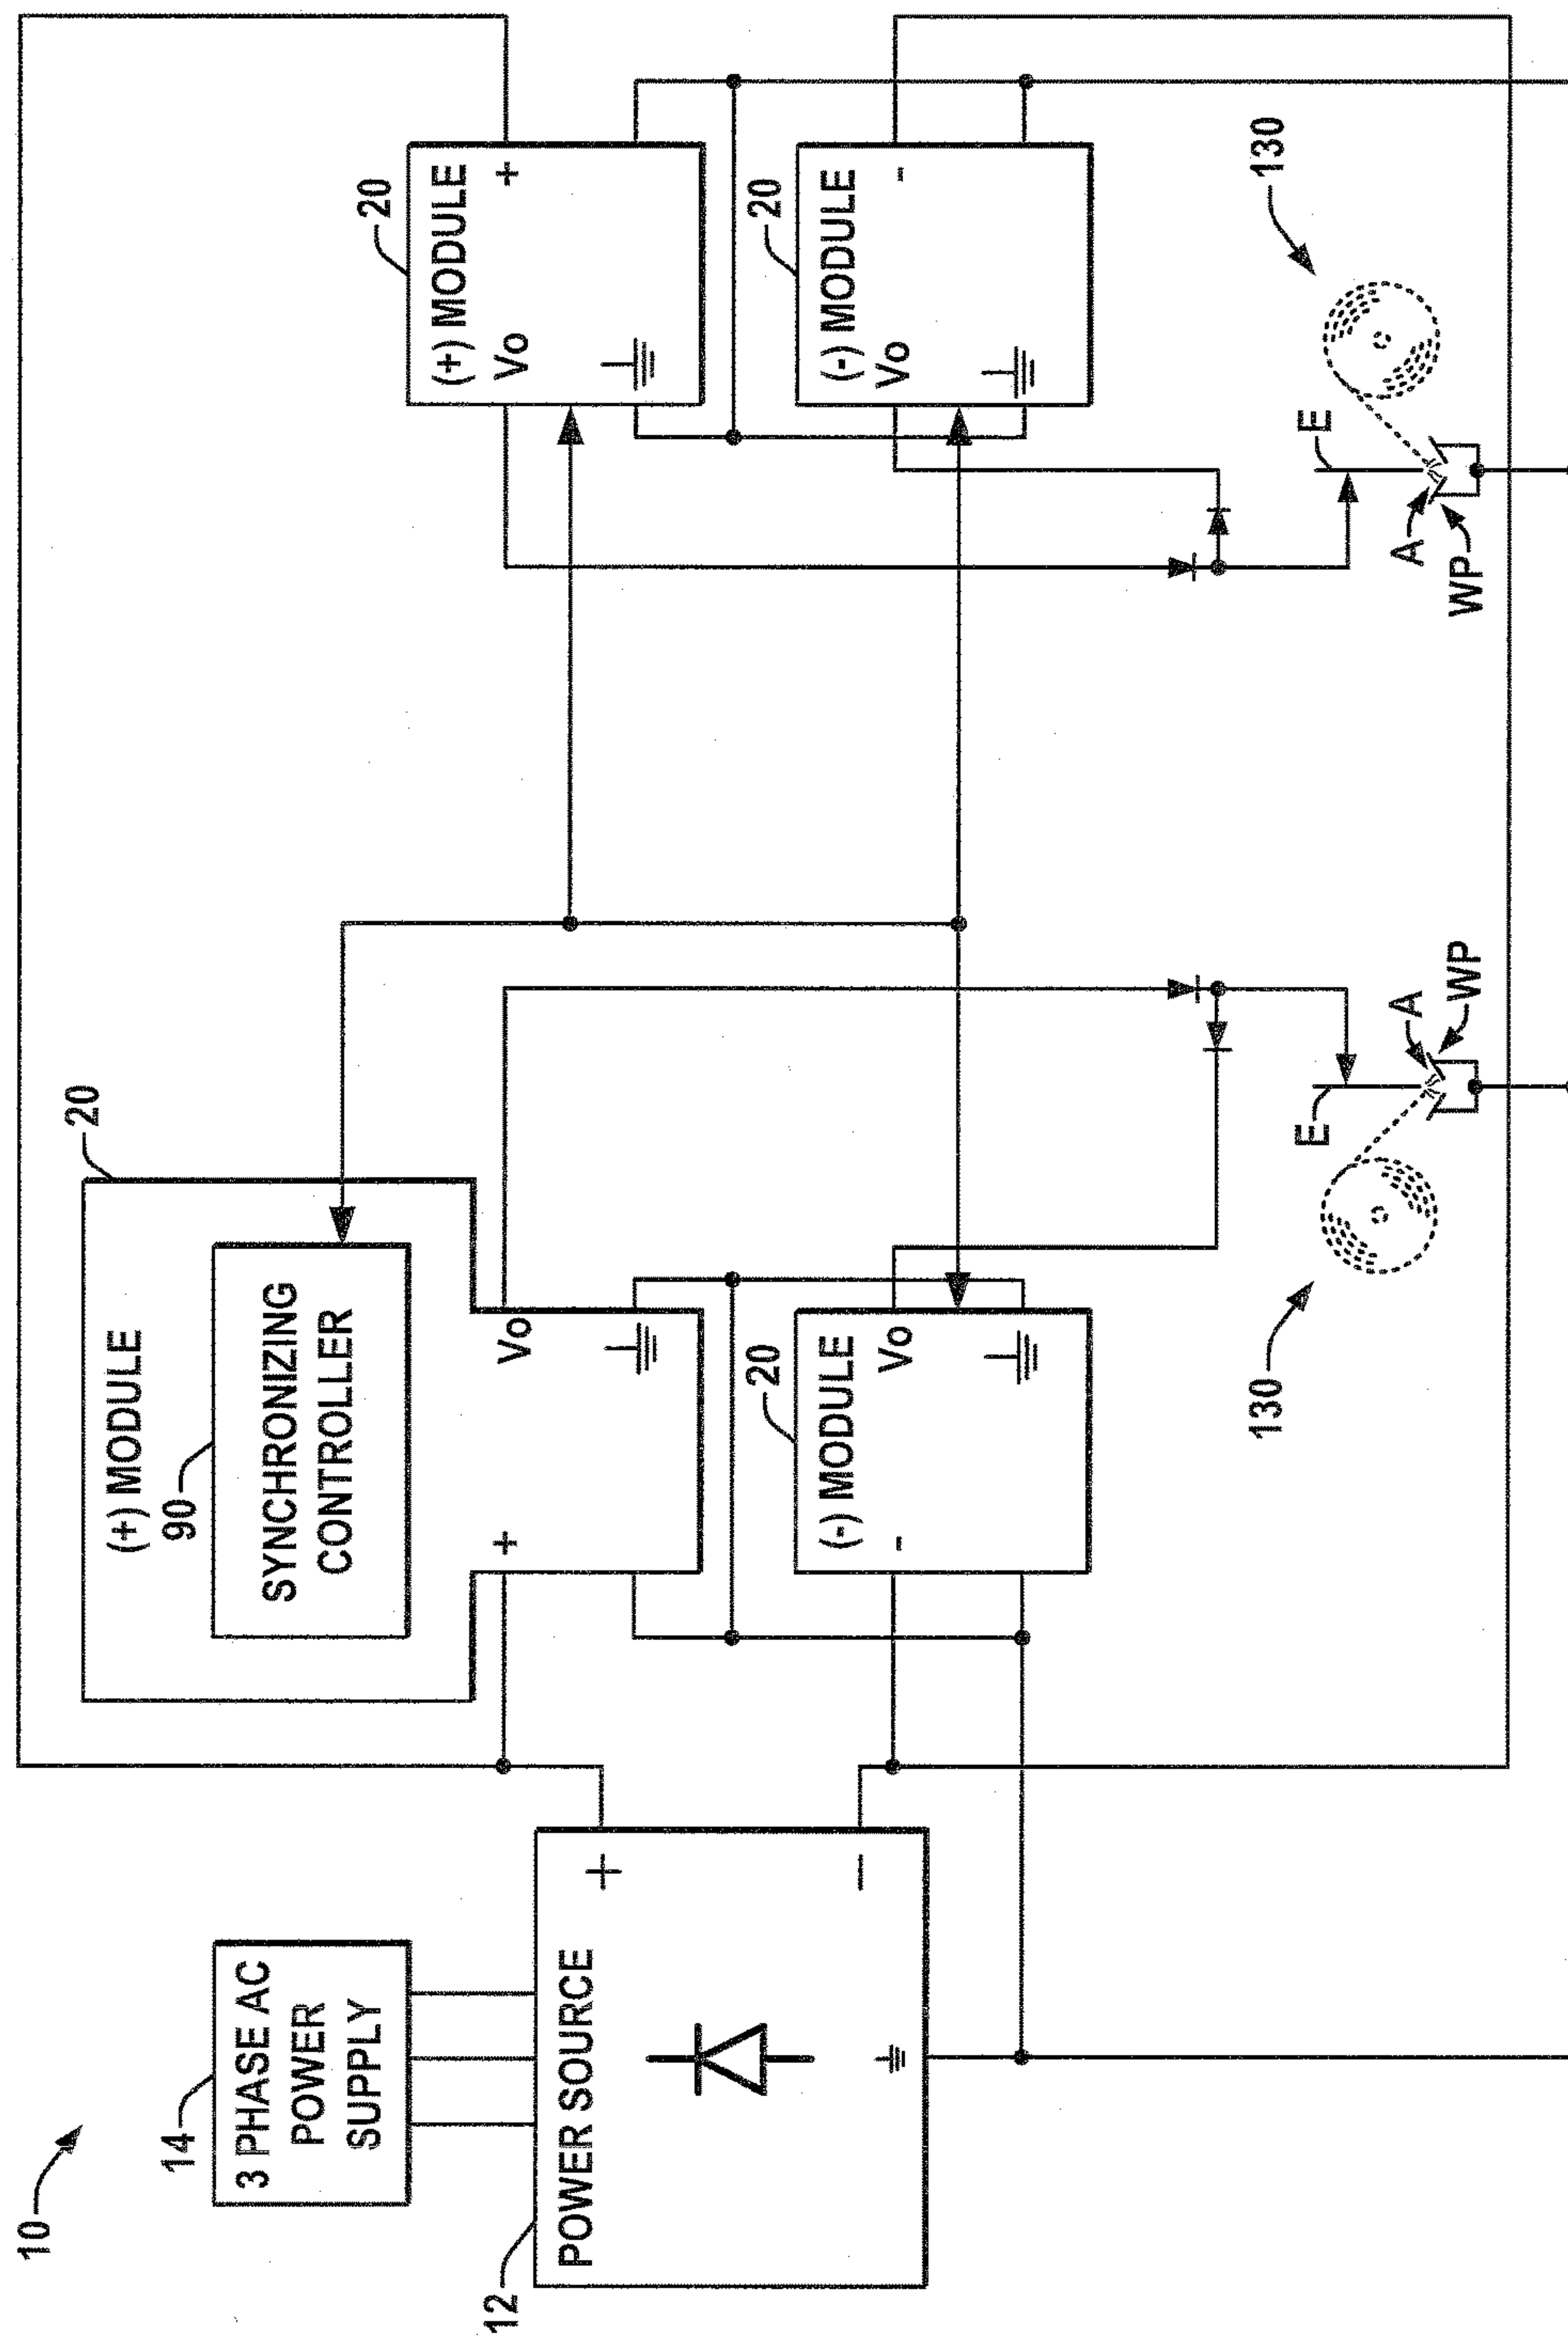 10
14
3 PHASE AC
POWER
SUPPLY
12
POWER SOURCE
+
−
20
(+) MODULE
90
SYNCHRONIZING
CONTROLLER
+
Vo
20
(-) MODULE
-
Vo
130
E
A
WP
20
(+) MODULE
Vo
+
20
(-) MODULE
Vo
-
130
E
A
WP